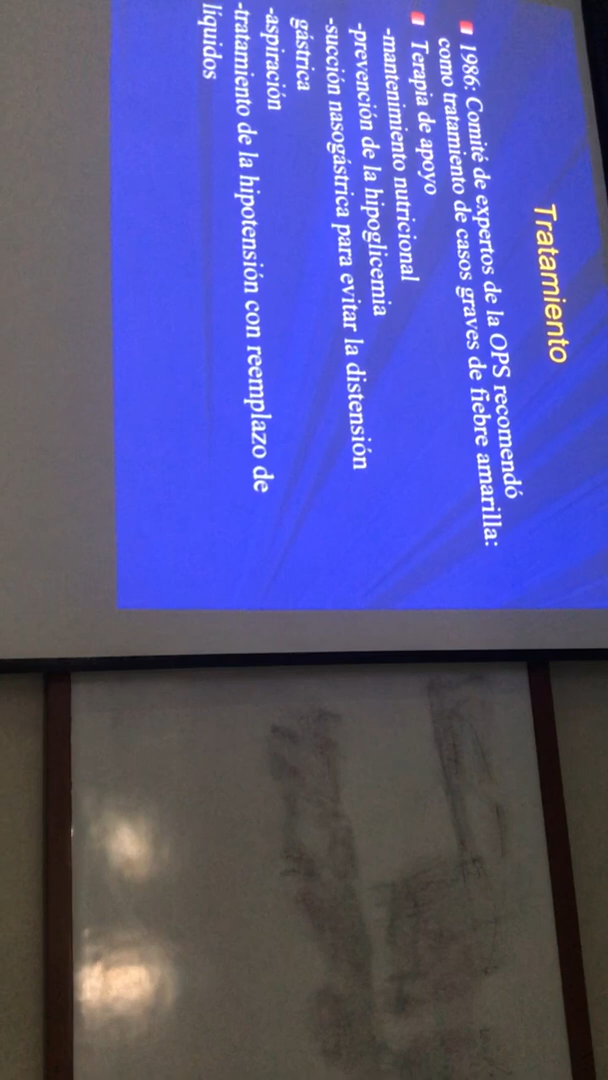 Tratamiento
1986: Comité de expertos de la OPS recomendó
como tratamiento de casos graves de fiebre amarilla:
Terapia de apoyo
-mantenimiento nutricional
-prevención de la hipoglicemia
-succión nasogástrica para evitar la distensión
gástrica
-aspiración
-tratamiento de la hipotensión con reemplazo de
líquidos